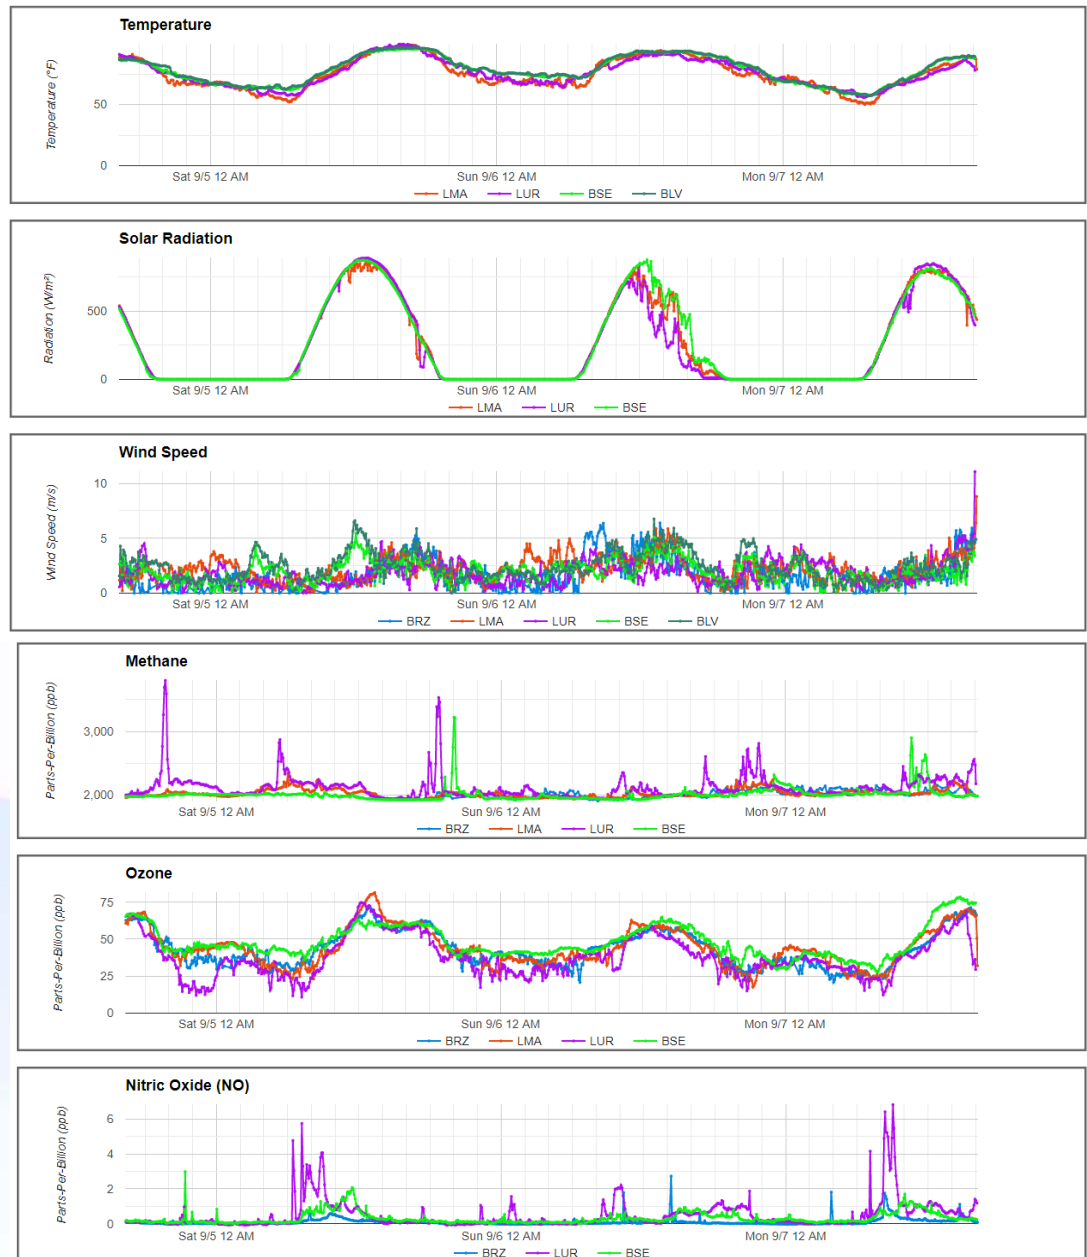 Temperature
Temperature (°F)
50
0
Sat 9/5 12 AM
Sun 9/6 12 AM
Mon 9/7 12 AM
LMA
LUR
BSE
BLV
Solar Radiation
Radiation (W/m²)
500
0
Sat 9/5 12 AM
Sun 9/6 12 AM
Mon 9/7 12 AM
LMA
LUR
BSE
Wind Speed
Wind Speed (m/s)
10
5
0
Sat 9/5 12 AM
Sun 9/6 12 AM
Mon 9/7 12 AM
BRZ
LMA
LUR
BSE
BLV
Methane
Parts-Per-Billion (ppb)
3,000
2,000
Sat 9/5 12 AM
Sun 9/6 12 AM
Mon 9/7 12 AM
BRZ
LMA
LUR
BSE
Ozone
Parts-Per-Billion (ppb)
75
50
25
0
Sat 9/5 12 AM
Sun 9/6 12 AM
Mon 9/7 12 AM
BRZ
LMA
LUR
BSE
Nitric Oxide (NO)
Parts-Per-Billion (ppb)
6
4
2
0
Sat 9/5 12 AM
Sun 9/6 12 AM
Mon 9/7 12 AM
BRZ
LUR
BSE